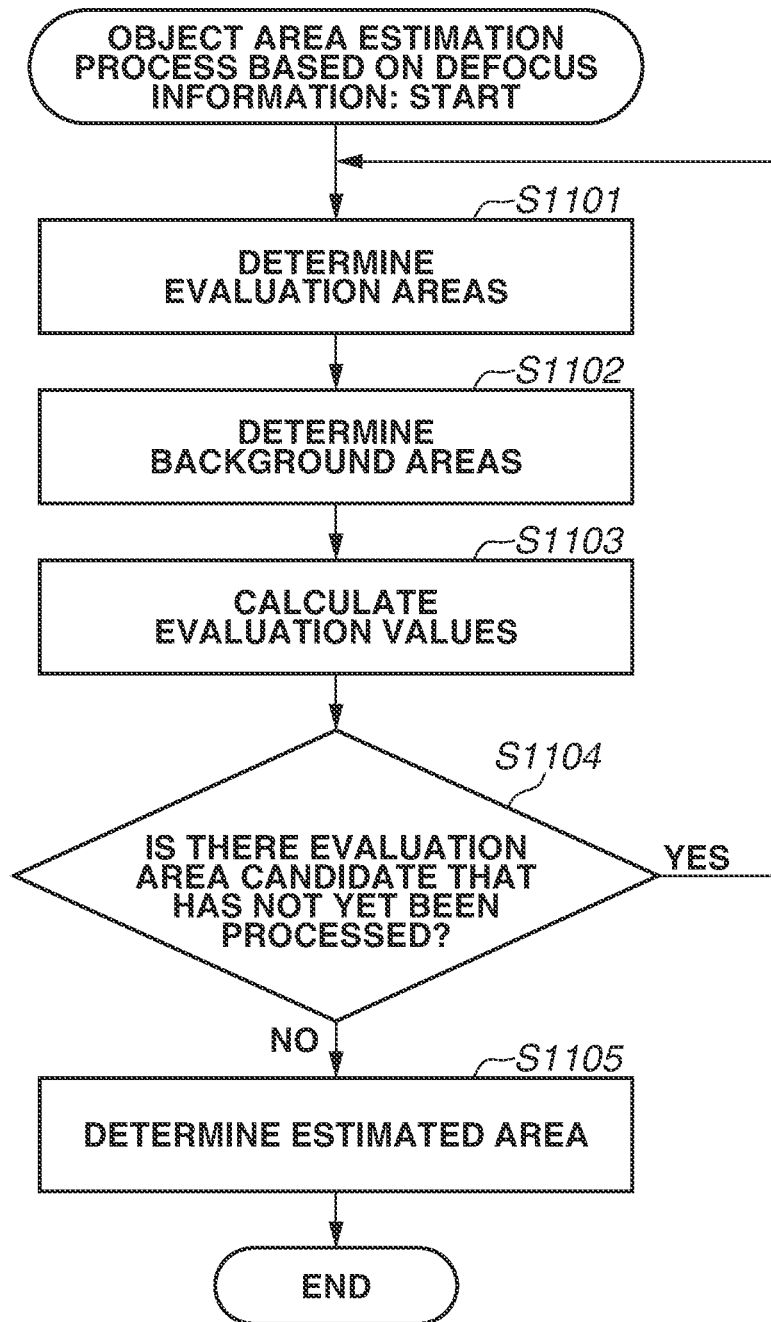 OBJECT AREA ESTIMATION
PROCESS BASED ON DEFOCUS
INFORMATION: START
S1101
DETERMINE
EVALUATION AREAS
S1102
DETERMINE
BACKGROUND AREAS
S1103
CALCULATE
EVALUATION VALUES
S1104
IS THERE EVALUATION
AREA CANDIDATE THAT
HAS NOT YET BEEN
PROCESSED?
YES
NO
S1105
DETERMINE ESTIMATED AREA
END